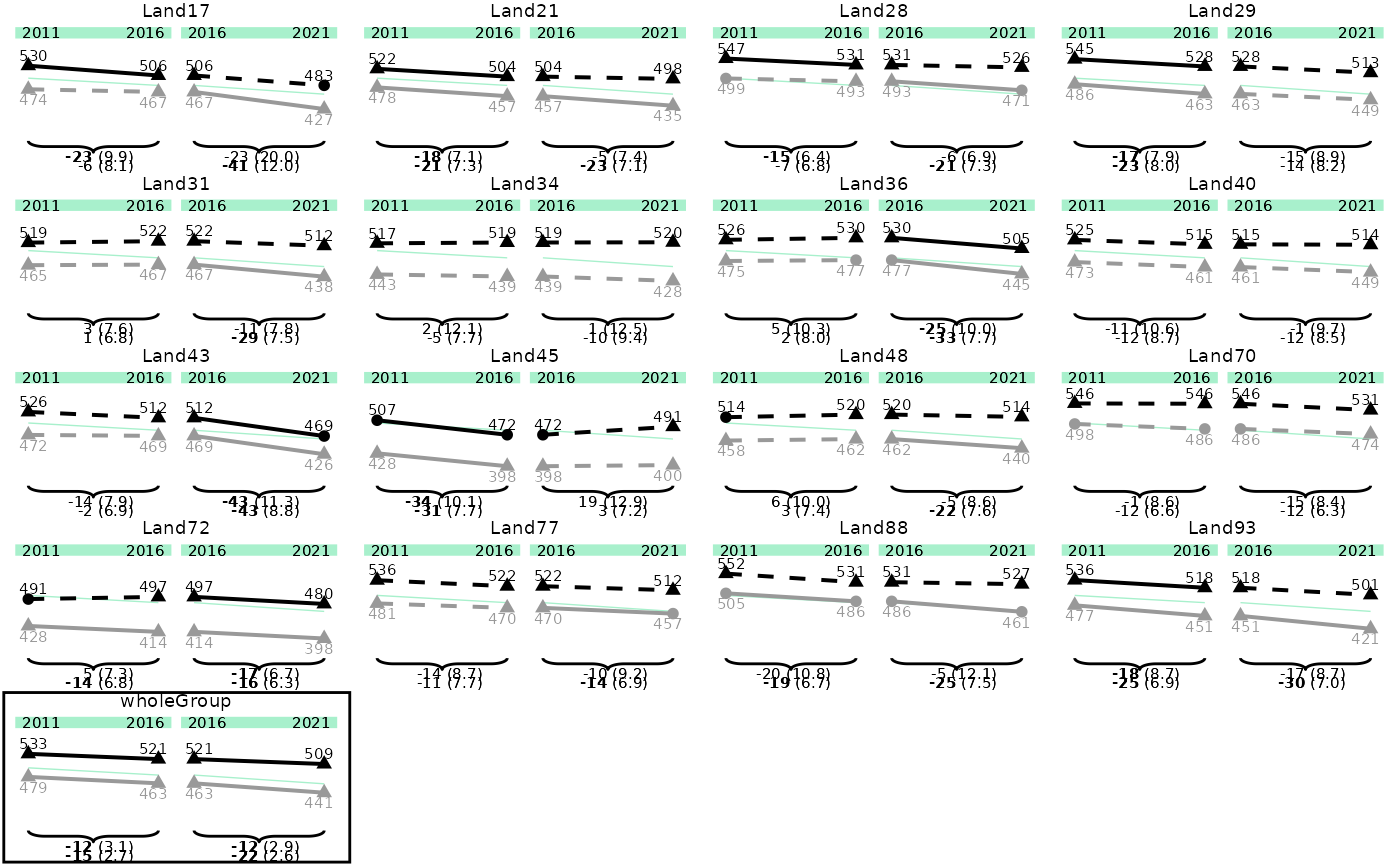 Land17
2011 2016 2016 2021
530 506 506 483
474 467 467 427
-23 (9.9) -23 (20.0)
-6 (8.1) -41 (12.0)
Land21
2011 2016 2016 2021
522 504 504 498
478 457 457 435
-18 (7.1) -5 (7.4)
-21 (7.3) -23 (7.1)
Land28
2011 2016 2016 2021
547 531 531 526
499 493 493 471
-15 (6.4) -6 (6.9)
-7 (6.8) -21 (7.3)
Land29
2011 2016 2016 2021
545 528 528 513
486 463 463 449
-17 (7.9) -15 (8.9)
-23 (8.0) -14 (8.2)
Land31
2011 2016 2016 2021
519 522 522 512
465 467 467 438
3 (7.6) -11 (7.8)
1 (6.8) -29 (7.5)
Land34
2011 2016 2016 2021
517 519 519 520
443 439 439 428
2 (12.1) 1 (12.5)
-5 (7.7) -10 (9.4)
Land36
2011 2016 2016 2021
526 530 530 505
475 477 477 445
5 (10.3) -25 (10.0)
2 (8.0) -33 (7.7)
Land40
2011 2016 2016 2021
525 515 515 514
473 461 461 449
-11 (10.6) -1 (9.7)
-12 (8.7) -12 (8.5)
Land43
2011 2016 2016 2021
526 512 512 469
472 469 469 426
-14 (7.9) -43 (11.3)
-2 (6.9) -43 (8.8)
Land45
2011 2016 2016 2021
507 472 472 491
428 398 398 400
-34 (10.1) 19 (12.9)
-31 (7.7) 3 (7.2)
Land48
2011 2016 2016 2021
514 520 520 514
458 462 462 440
6 (10.0) -5 (8.6)
3 (7.4) -22 (7.6)
Land70
2011 2016 2016 2021
546 546 546 531
498 486 486 474
-1 (8.6) -15 (8.4)
-12 (6.6) -12 (6.3)
Land72
2011 2016 2016 2021
491 497 497 480
428 414 414 398
5 (7.3) -17 (6.7)
-14 (6.8) -16 (6.3)
Land77
2011 2016 2016 2021
536 522 522 512
481 470 470 457
-14 (8.7) -10 (9.2)
-11 (7.7) -14 (6.9)
Land88
2011 2016 2016 2021
552 531 531 527
505 486 486 461
-20 (10.8) -5 (12.1)
-19 (6.7) -25 (7.5)
Land93
2011 2016 2016 2021
536 518 518 501
477 451 451 421
-18 (8.7) -17 (8.7)
-25 (6.9) -30 (7.0)
wholeGroup
2011 2016 2016 2021
533 521 521 509
479 463 463 441
-12 (3.1) -12 (2.9)
-15 (2.7) -22 (2.6)